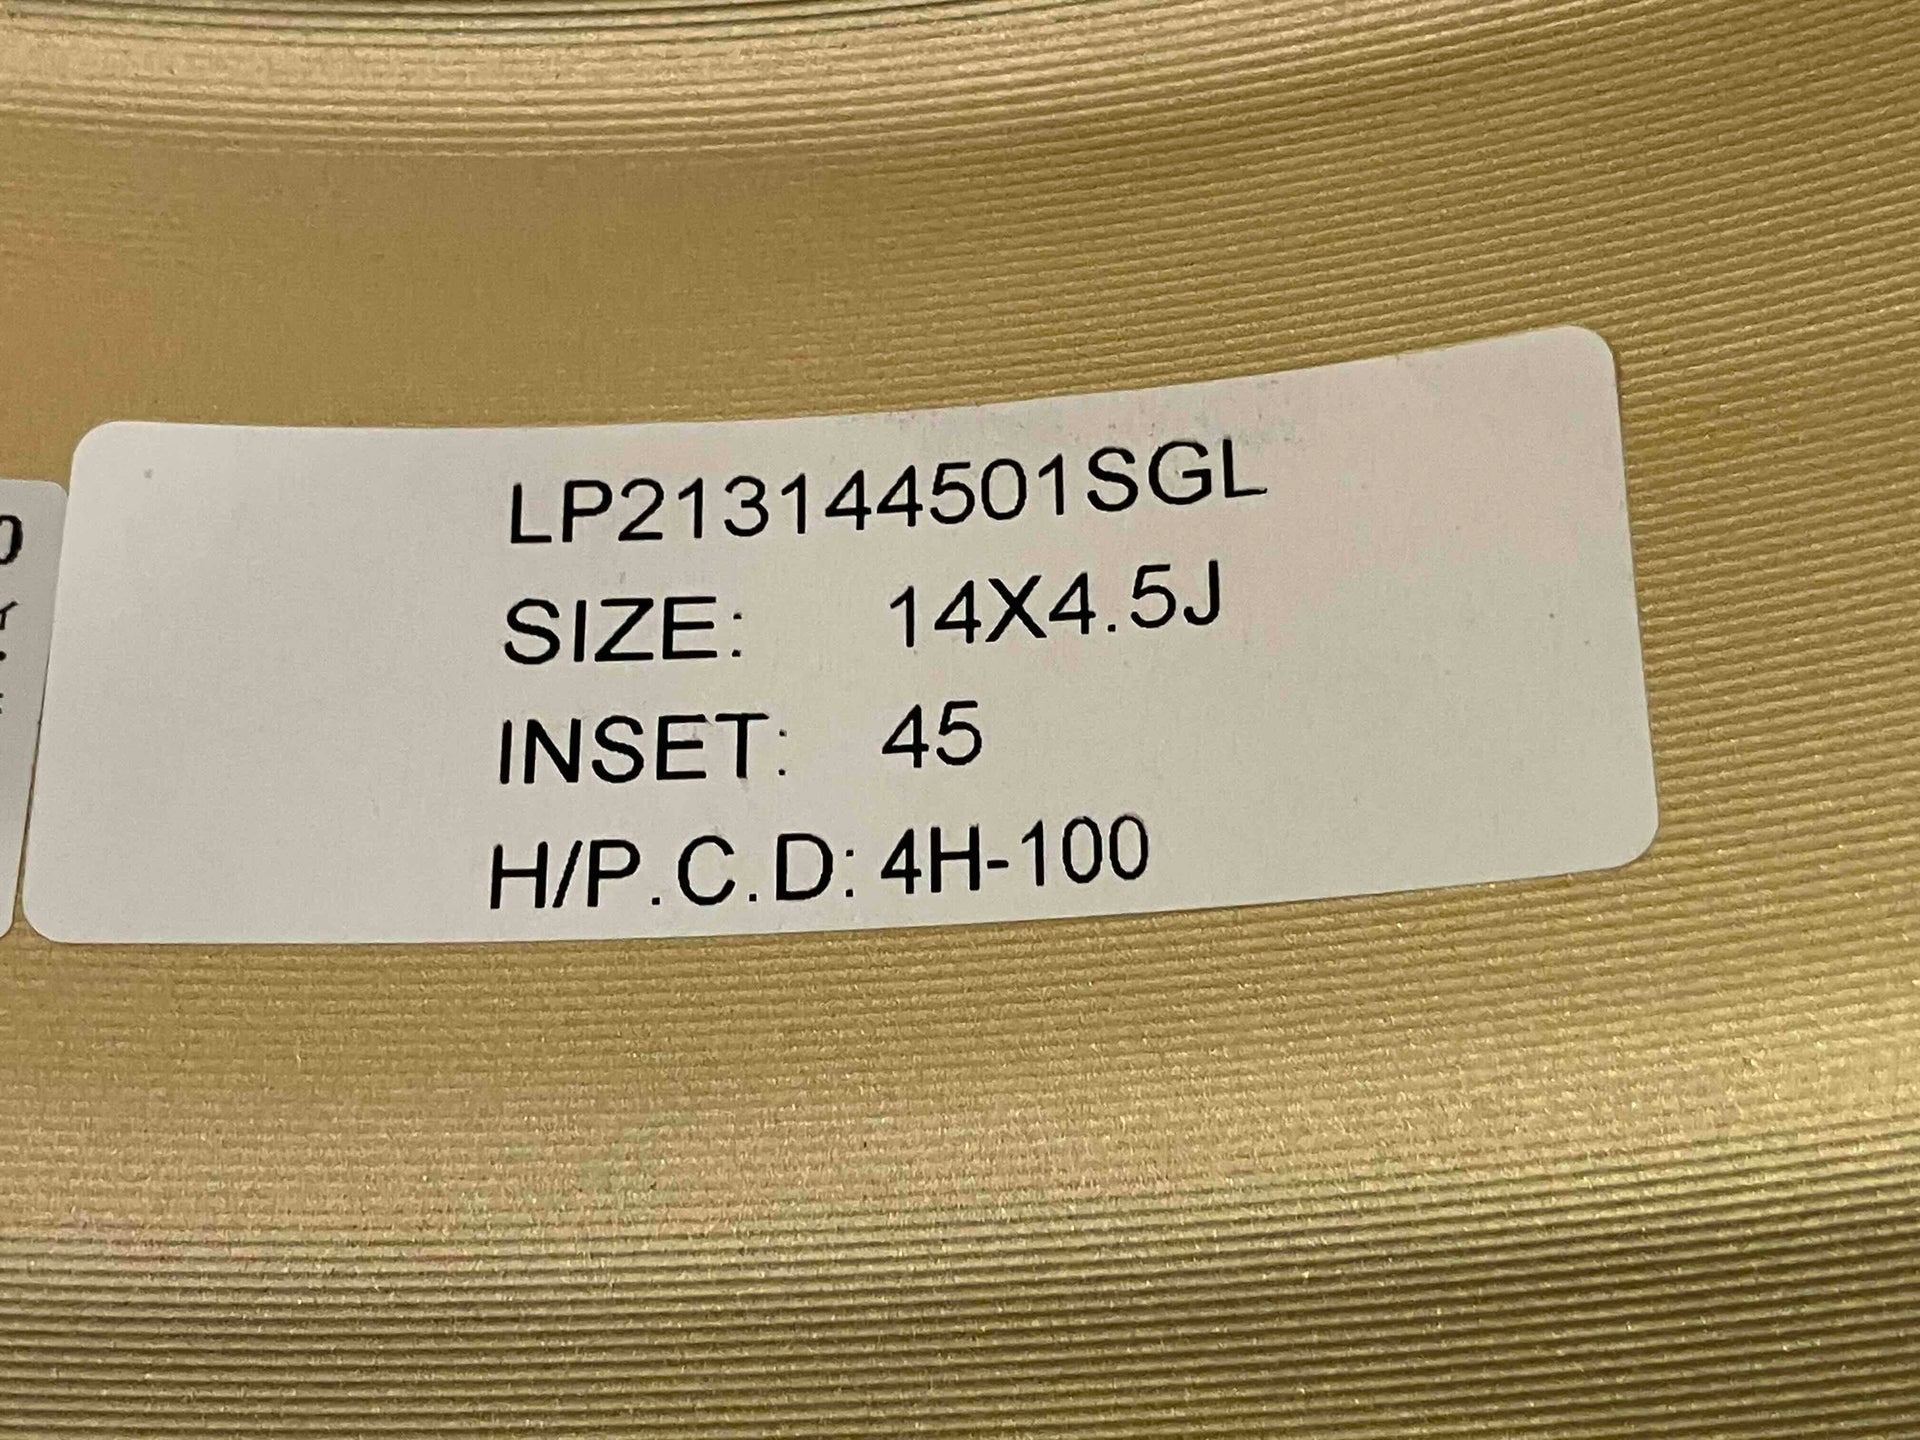 LP213144501SGL
SIZE: 14X4.5J
INSET: 45
H/P.C.D: 4H-100